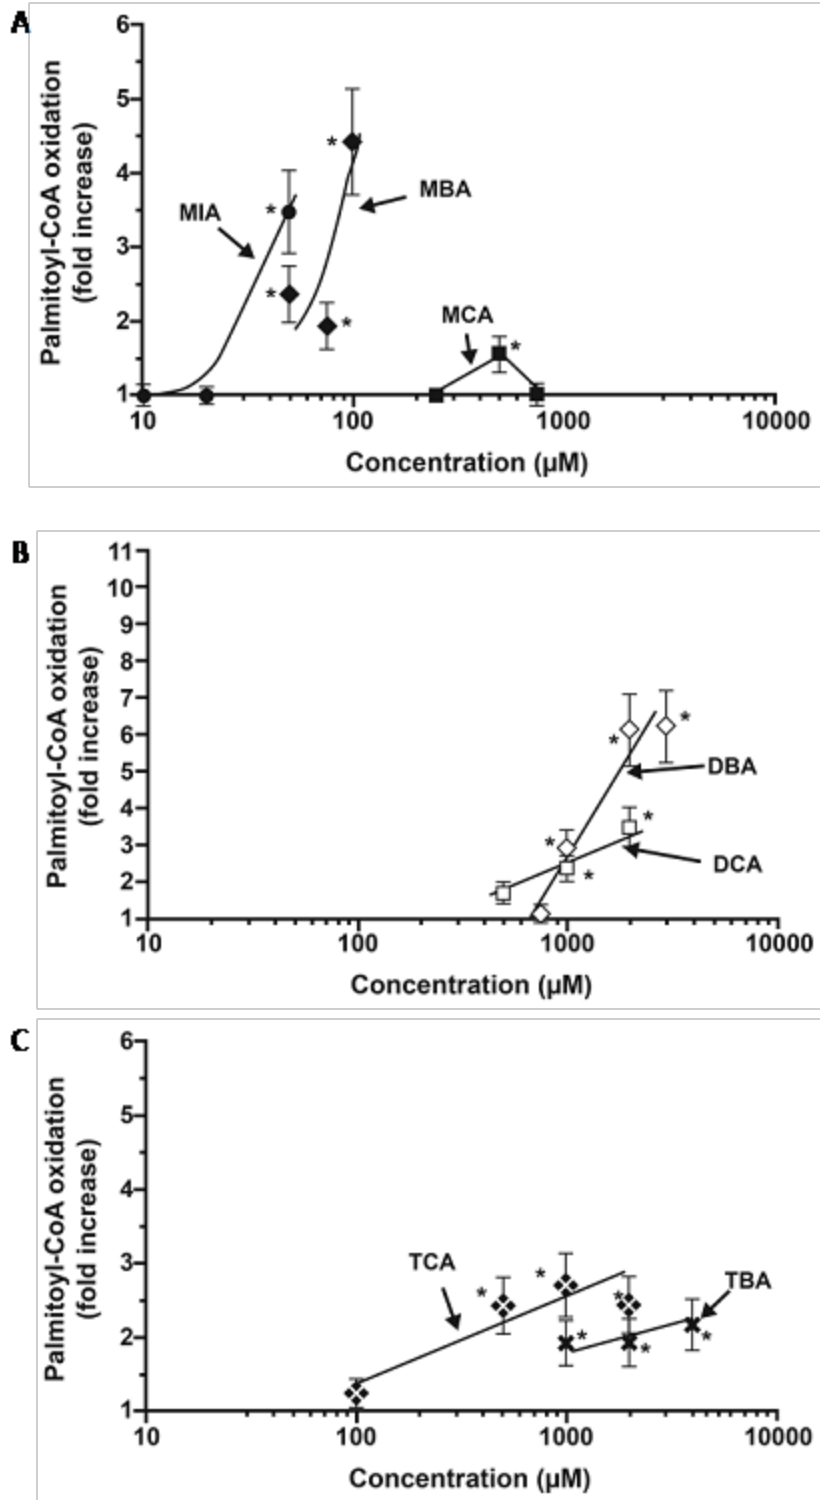 A
Palmitoyl-CoA oxidation
(fold increase)
6
5
4
3
2
1
MIA
MBA
MCA
*
*
*
*
*
10
100
1000
10000
Concentration (µM)
B
Palmitoyl-CoA oxidation
(fold increase)
11
10
9
8
7
6
5
4
3
2
1
*
*
DBA
*
*
*
DCA
10
100
1000
10000
Concentration (µM)
C
Palmitoyl-CoA oxidation
(fold increase)
6
5
4
3
2
1
TCA
*
*
*
TBA
*
*
*
10
100
1000
10000
Concentration (µM)